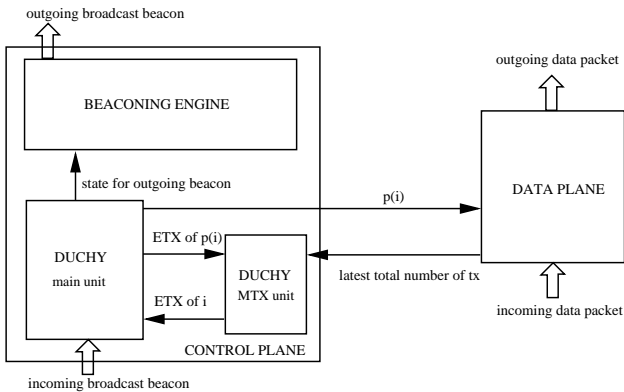 outgoing broadcast beacon
outgoing data packet
BEACONING ENGINE
state for outgoing beacon
p(i)
DATA PLANE
DUCHY
main unit
ETX of p(i)
DUCHY
MTX unit
latest total number of tx
ETX of i
CONTROL PLANE
incoming data packet
incoming broadcast beacon